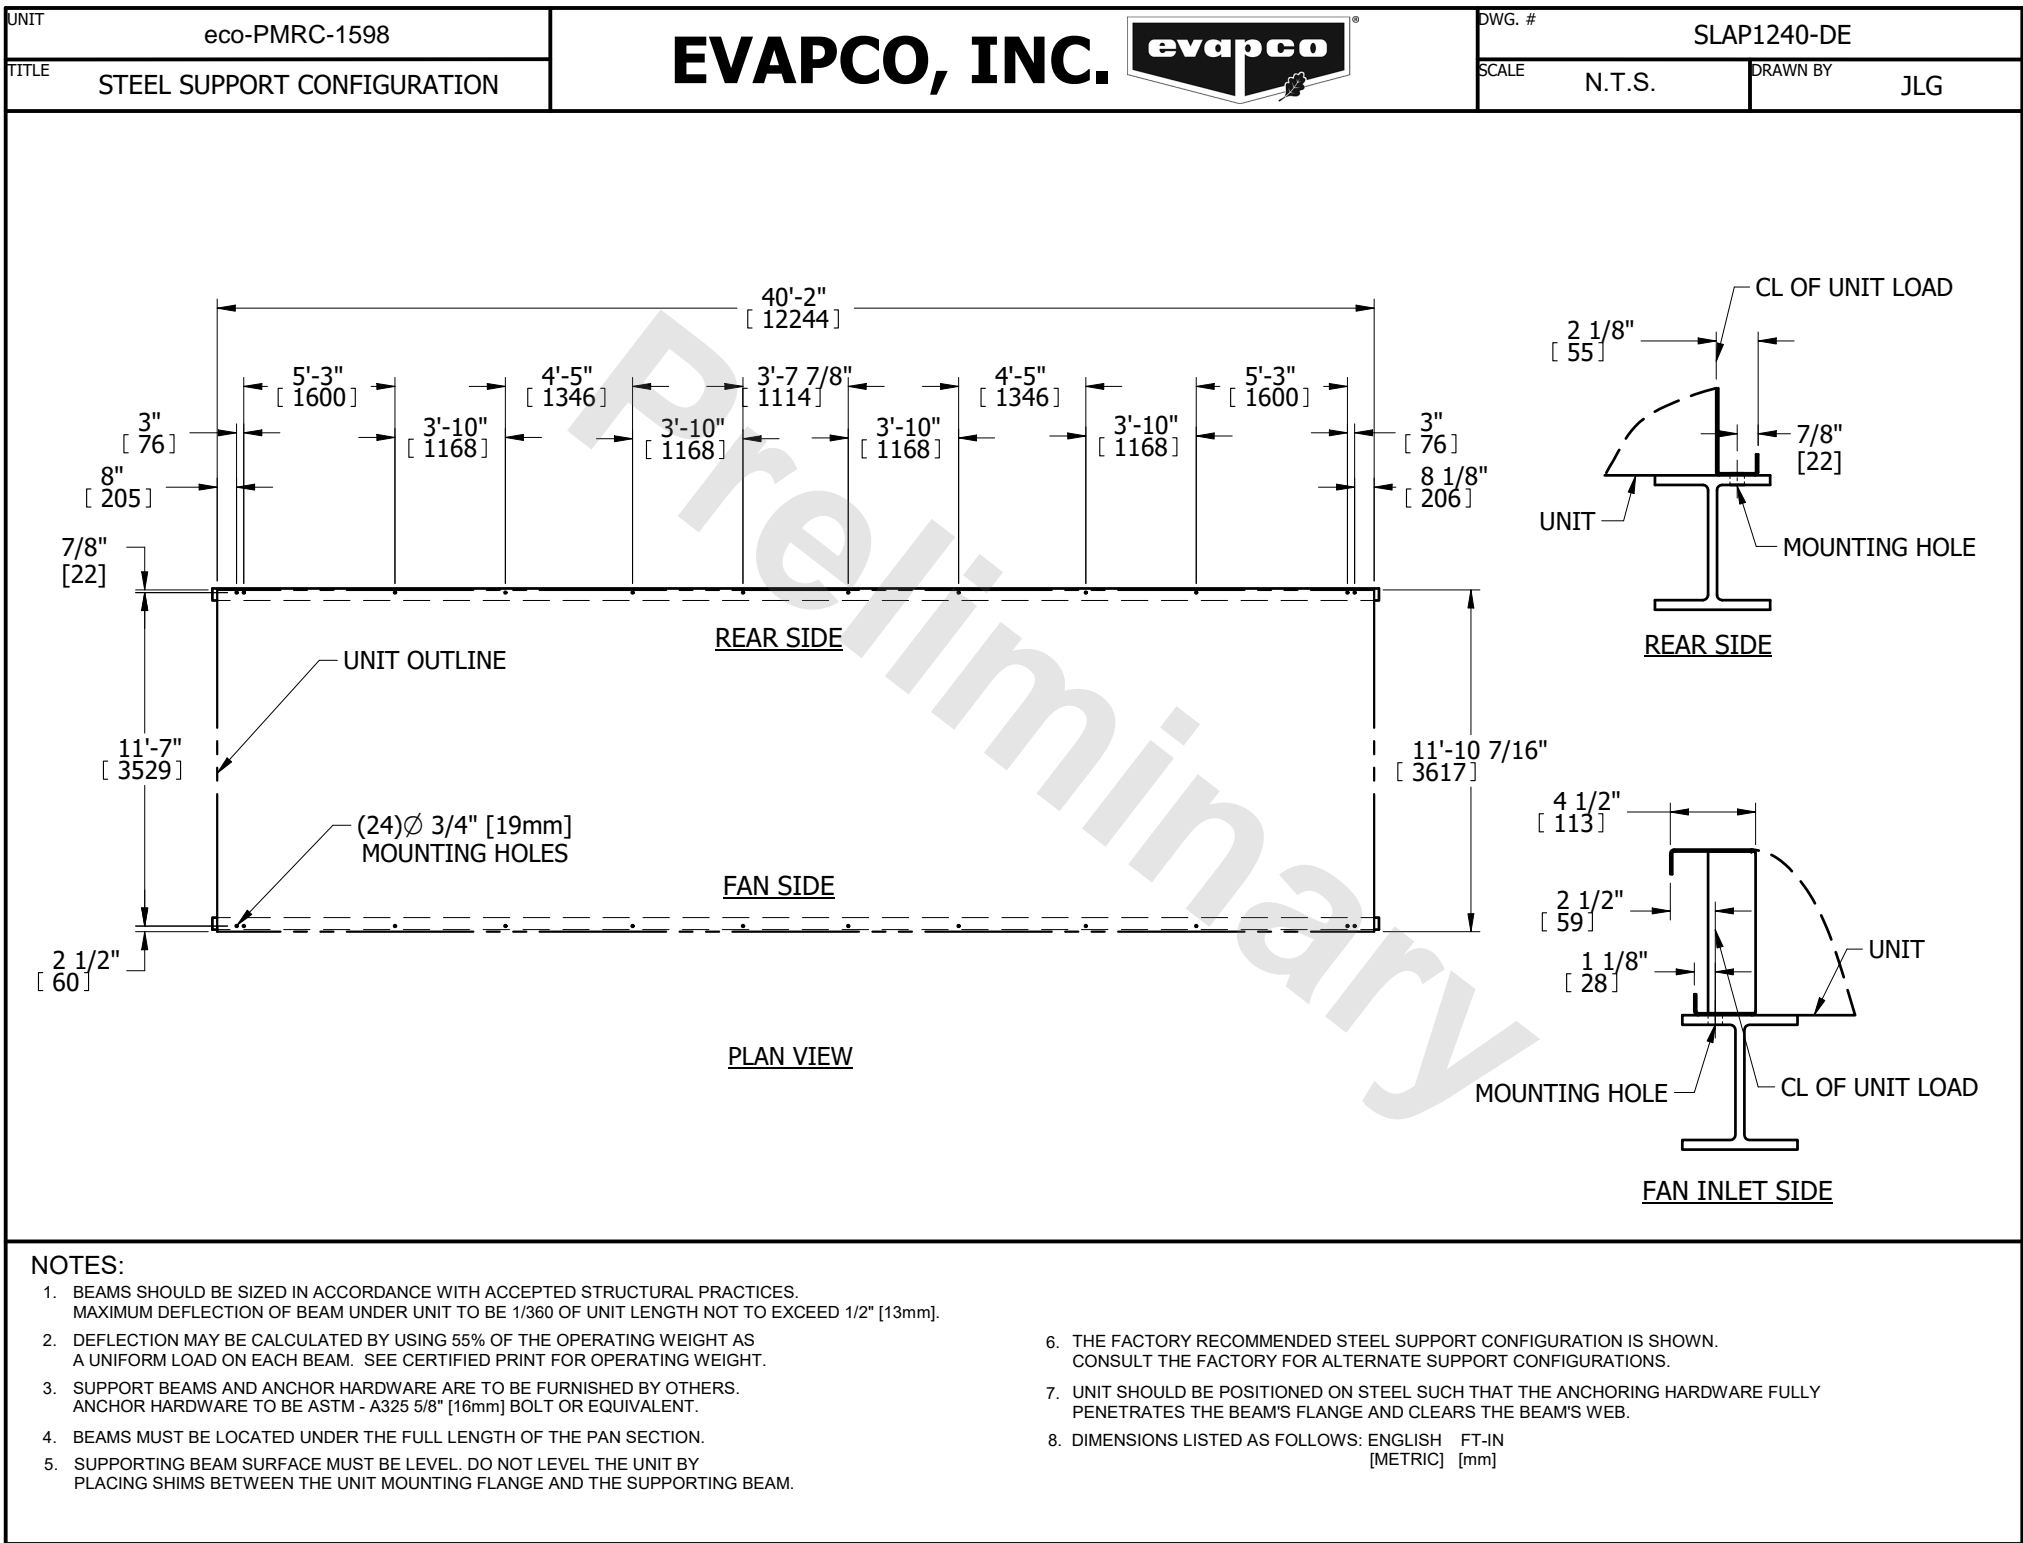 UNIT
eco-PMRC-1598
TITLE
STEEL SUPPORT CONFIGURATION
EVAPCO, INC.
evapco
®
DWG. #
SLAP1240-DE
SCALE
N.T.S.
DRAWN BY
JLG
40'-2"
[ 12244 ]
5'-3"
[ 1600 ]
4'-5"
[ 1346 ]
3'-7 7/8"
[ 1114 ]
4'-5"
[ 1346 ]
5'-3"
[ 1600 ]
3"
[ 76 ]
3'-10"
[ 1168 ]
3'-10"
[ 1168 ]
3'-10"
[ 1168 ]
3'-10"
[ 1168 ]
3"
[ 76 ]
8"
[ 205 ]
8 1/8"
[ 206 ]
7/8"
[22]
REAR SIDE
UNIT OUTLINE
11'-7"
[ 3529 ]
11'-10 7/16"
[ 3617 ]
(24)Ø 3/4" [19mm]
MOUNTING HOLES
FAN SIDE
2 1/2"
[ 60 ]
PLAN VIEW
Preliminary
CL OF UNIT LOAD
2 1/8"
[ 55 ]
7/8"
[22]
UNIT
MOUNTING HOLE
REAR SIDE
4 1/2"
[ 113 ]
2 1/2"
[ 59 ]
1 1/8"
[ 28 ]
UNIT
MOUNTING HOLE
CL OF UNIT LOAD
FAN INLET SIDE
NOTES:
1. BEAMS SHOULD BE SIZED IN ACCORDANCE WITH ACCEPTED STRUCTURAL PRACTICES.
MAXIMUM DEFLECTION OF BEAM UNDER UNIT TO BE 1/360 OF UNIT LENGTH NOT TO EXCEED 1/2" [13mm].
2. DEFLECTION MAY BE CALCULATED BY USING 55% OF THE OPERATING WEIGHT AS
A UNIFORM LOAD ON EACH BEAM. SEE CERTIFIED PRINT FOR OPERATING WEIGHT.
3. SUPPORT BEAMS AND ANCHOR HARDWARE ARE TO BE FURNISHED BY OTHERS.
ANCHOR HARDWARE TO BE ASTM - A325 5/8" [16mm] BOLT OR EQUIVALENT.
4. BEAMS MUST BE LOCATED UNDER THE FULL LENGTH OF THE PAN SECTION.
5. SUPPORTING BEAM SURFACE MUST BE LEVEL. DO NOT LEVEL THE UNIT BY
PLACING SHIMS BETWEEN THE UNIT MOUNTING FLANGE AND THE SUPPORTING BEAM.
6. THE FACTORY RECOMMENDED STEEL SUPPORT CONFIGURATION IS SHOWN.
CONSULT THE FACTORY FOR ALTERNATE SUPPORT CONFIGURATIONS.
7. UNIT SHOULD BE POSITIONED ON STEEL SUCH THAT THE ANCHORING HARDWARE FULLY
PENETRATES THE BEAM'S FLANGE AND CLEARS THE BEAM'S WEB.
8. DIMENSIONS LISTED AS FOLLOWS: ENGLISH FT-IN
[METRIC] [mm]